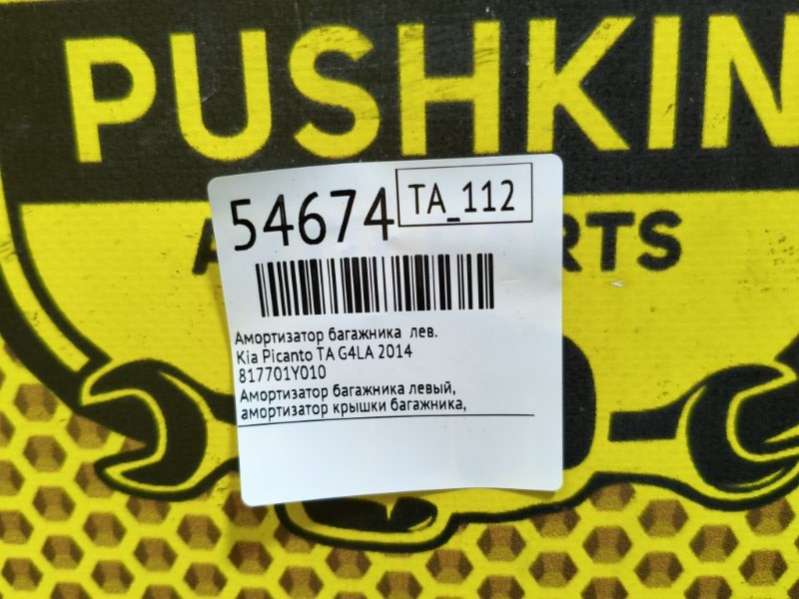 PUSHKIN
54674 TA_112
A RTS
Амортизатор багажника лев.
Kia Picanto TA G4LA 2014
817701Y010
Амортизатор багажника левый,
амортизатор крышки багажника,